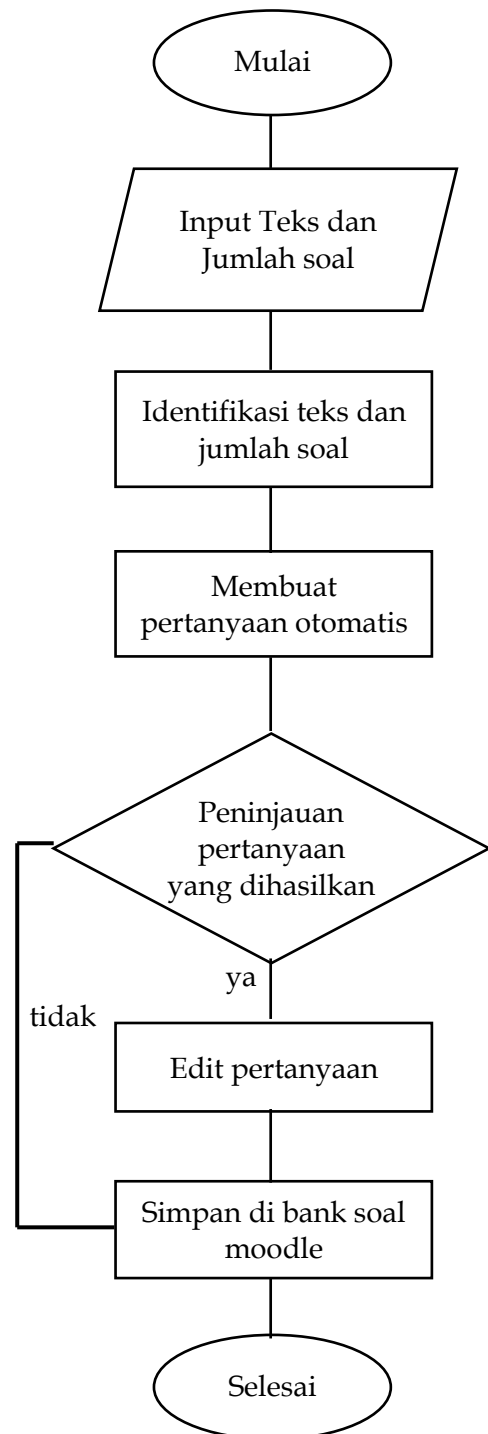 Mulai
Input Teks dan
Jumlah soal
Identifikasi teks dan
jumlah soal
Membuat
pertanyaan otomatis
Peninjauan
pertanyaan
yang dihasilkan
ya
tidak
Edit pertanyaan
Simpan di bank soal
moodle
Selesai